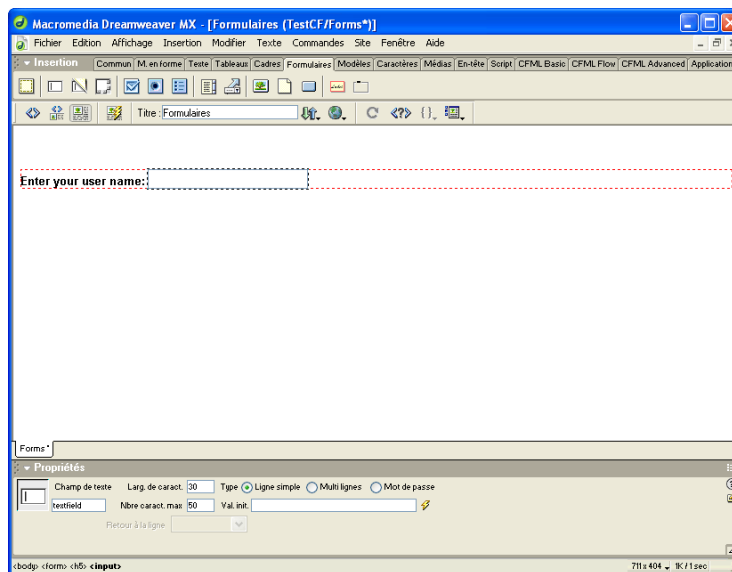 Macromedia Dreamweaver MX - [Formulaires (TestCF/Forms*)]
Fichier Edition Affichage Insertion Modifier Texte Commandes Site Fenêtre Aide
Insertion Commun M. en forme Texte Tableaux Cadres Formulaires Modèles Caractères Médias En-tête Script CFML Basic CFML Flow CFML Advanced Application
Titre : Formulaires
Enter your user name:
Forms*
Propriétés
Champ de texte Larg. de caract. 30 Type Ligne simple Multi lignes Mot de passe
textfield Nbre caract. max 50 Val. init.
Retour à la ligne
<body> <form> <h5> <input> 711 x 404 1K / 1 sec